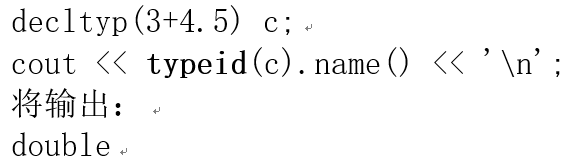 decltyp(3+4.5) c;
cout << typeid(c).name() << '\n';
将输出：
double